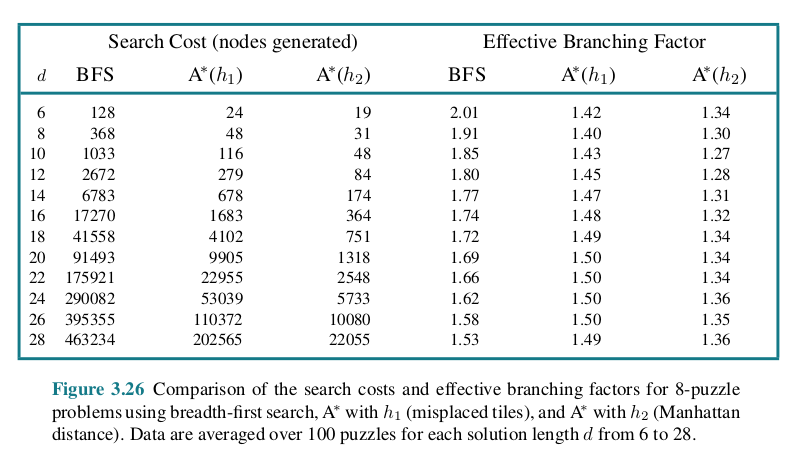 Search Cost (nodes generated) Effective Branching Factor
d BFS A*(h1) A*(h2) BFS A*(h1) A*(h2)
6 128 24 19 2.01 1.42 1.34
8 368 48 31 1.91 1.40 1.30
10 1033 116 48 1.85 1.43 1.27
12 2672 279 84 1.80 1.45 1.28
14 6783 678 174 1.77 1.47 1.31
16 17270 1683 364 1.74 1.48 1.32
18 41558 4102 751 1.72 1.49 1.34
20 91493 9905 1318 1.69 1.50 1.34
22 175921 22955 2548 1.66 1.50 1.34
24 290082 53039 5733 1.62 1.50 1.36
26 395355 110372 10080 1.58 1.50 1.35
28 463234 202565 22055 1.53 1.49 1.36
Figure 3.26 Comparison of the search costs and effective branching factors for 8-puzzle
problems using breadth-first search, A* with h1 (misplaced tiles), and A* with h2 (Manhattan
distance). Data are averaged over 100 puzzles for each solution length d from 6 to 28.